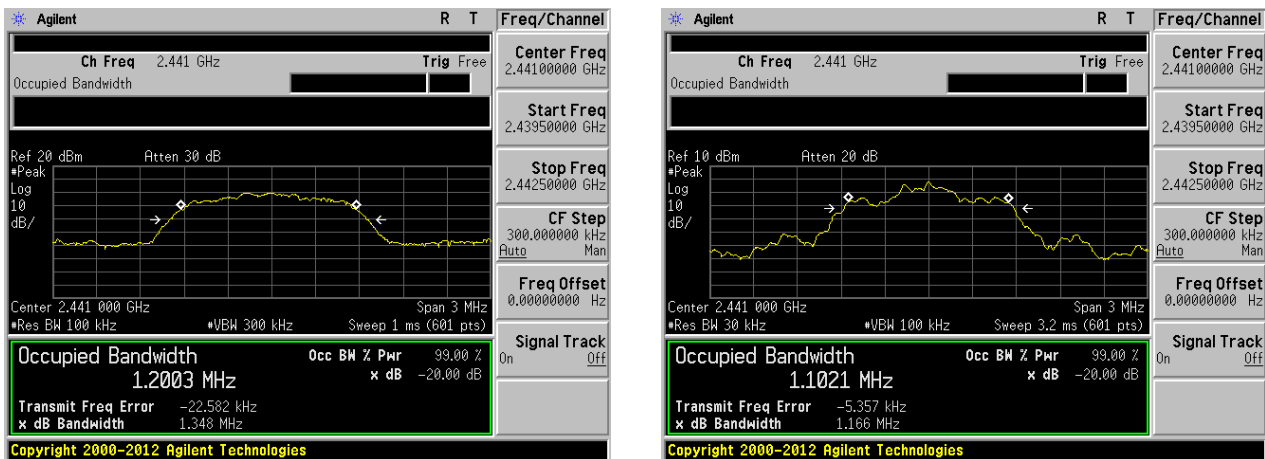 Agilent R T
Freq/Channel
Ch Freq 2.441 GHz Trig Free
Occupied Bandwidth
Center Freq
2.44100000 GHz
Start Freq
2.43950000 GHz
Stop Freq
2.44250000 GHz
CF Step
300.000000 kHz
Auto Man
Freq Offset
0.00000000 Hz
Signal Track
On Off
Ref 20 dBm Atten 30 dB
#Peak
Log
10
dB/
Center 2.441 000 GHz Span 3 MHz
#Res BW 100 kHz #VBW 300 kHz Sweep 1 ms (601 pts)
Occupied Bandwidth Occ BW % Pwr 99.00 %
1.2003 MHz x dB -20.00 dB
Transmit Freq Error -22.582 kHz
x dB Bandwidth 1.348 MHz
Copyright 2000-2012 Agilent Technologies
Agilent R T
Freq/Channel
Ch Freq 2.441 GHz Trig Free
Occupied Bandwidth
Center Freq
2.44100000 GHz
Start Freq
2.43950000 GHz
Stop Freq
2.44250000 GHz
CF Step
300.000000 kHz
Auto Man
Freq Offset
0.00000000 Hz
Signal Track
On Off
Ref 10 dBm Atten 20 dB
#Peak
Log
10
dB/
Center 2.441 000 GHz Span 3 MHz
#Res BW 30 kHz #VBW 100 kHz Sweep 3.2 ms (601 pts)
Occupied Bandwidth Occ BW % Pwr 99.00 %
1.1021 MHz x dB -20.00 dB
Transmit Freq Error -5.357 kHz
x dB Bandwidth 1.166 MHz
Copyright 2000-2012 Agilent Technologies